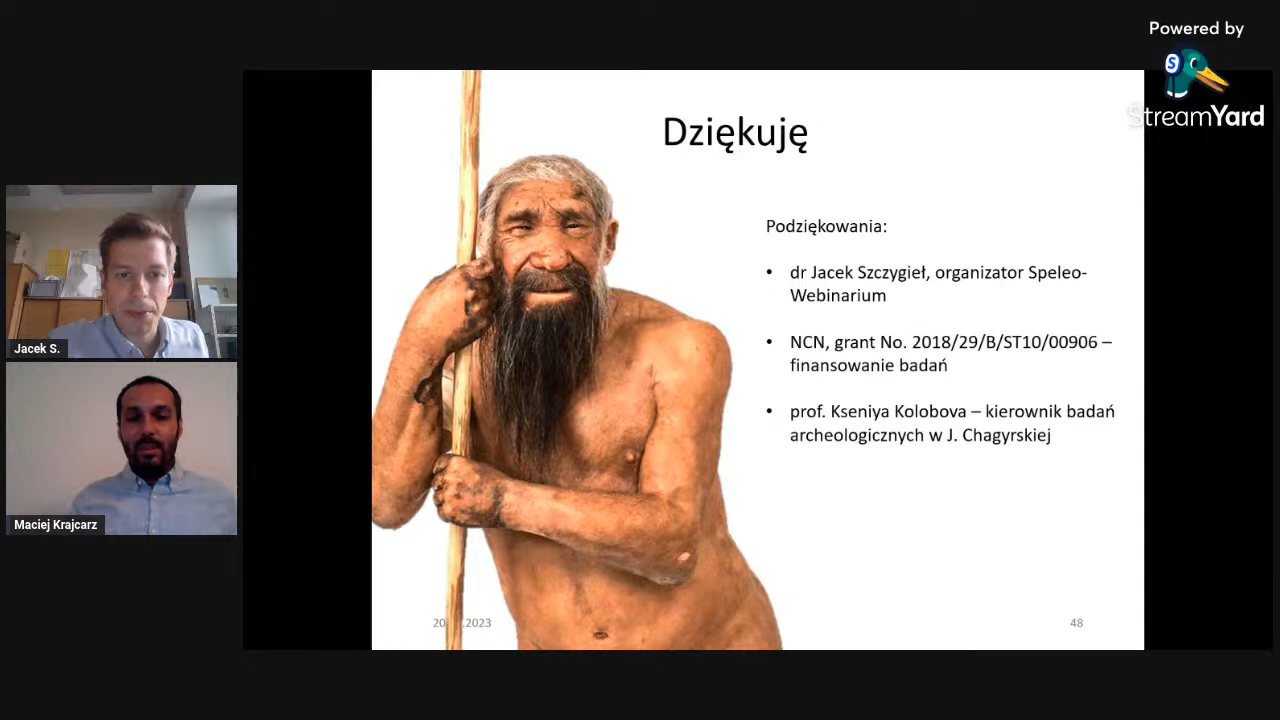 Powered by
StreamYard
Dziękuję
Podziękowania:
• dr Jacek Szczygieł, organizator Speleo-
Webinarium
• NCN, grant No. 2018/29/B/ST10/00906 –
finansowanie badań
• prof. Kseniya Kolobova – kierownik badań
archeologicznych w J. Chagyrskiej
Jacek S.
Maciej Krajcarz
48